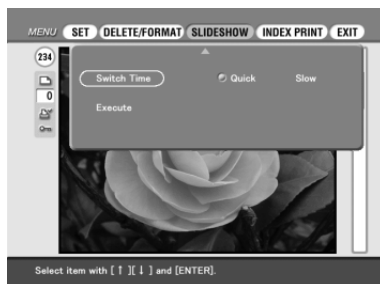 MENU SET DELETE/FORMAT SLIDESHOW INDEX PRINT EXIT
234
Switch Time Quick Slow
0
Execute
Select item with [ ↑ ][ ↓ ] and [ENTER].